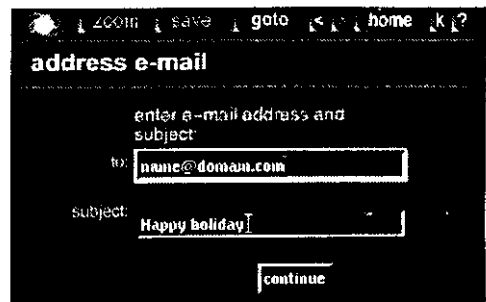 zoom save goto < > home k ?
address e-mail
enter e-mail address and
subject:
to: name@domain.com
subject: Happy holiday
continue